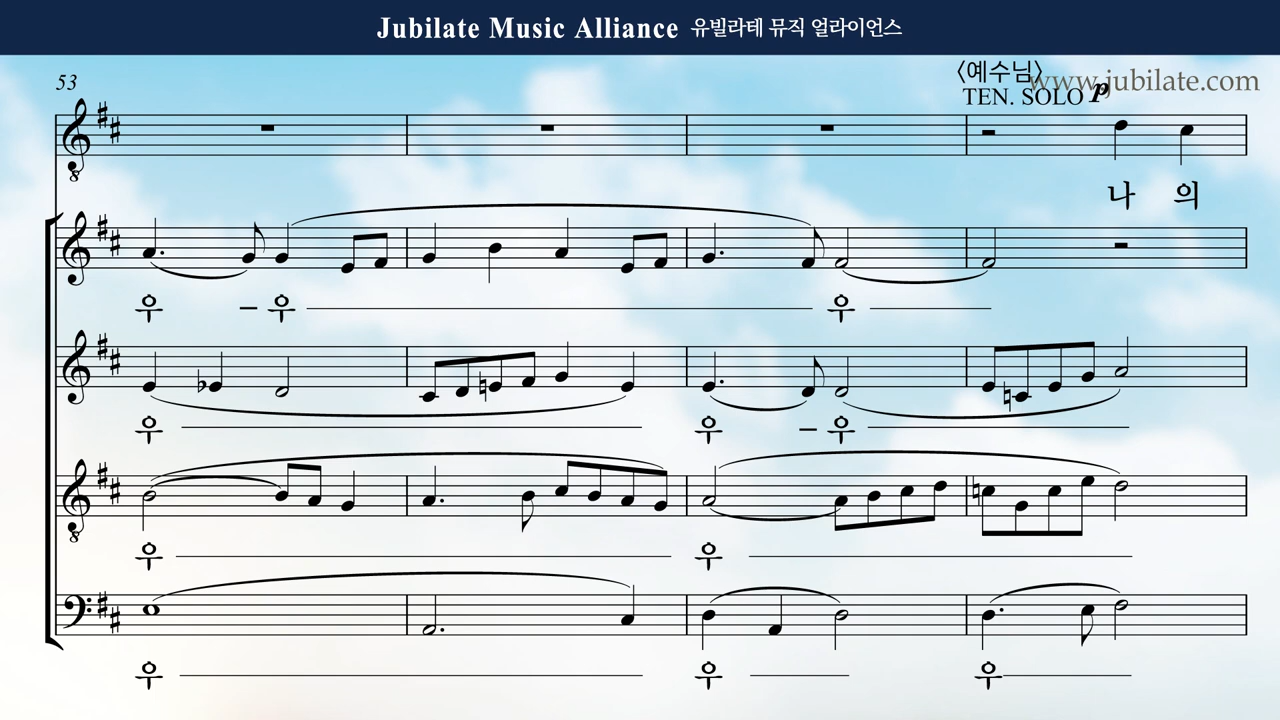 Jubilate Music Alliance 유빌라테 뮤직 얼라이언스
53
<예수님>
www.jubilate.com
TEN. SOLO p
나 의
우 - 우 우
우 우 - 우
우 우
우 우 우